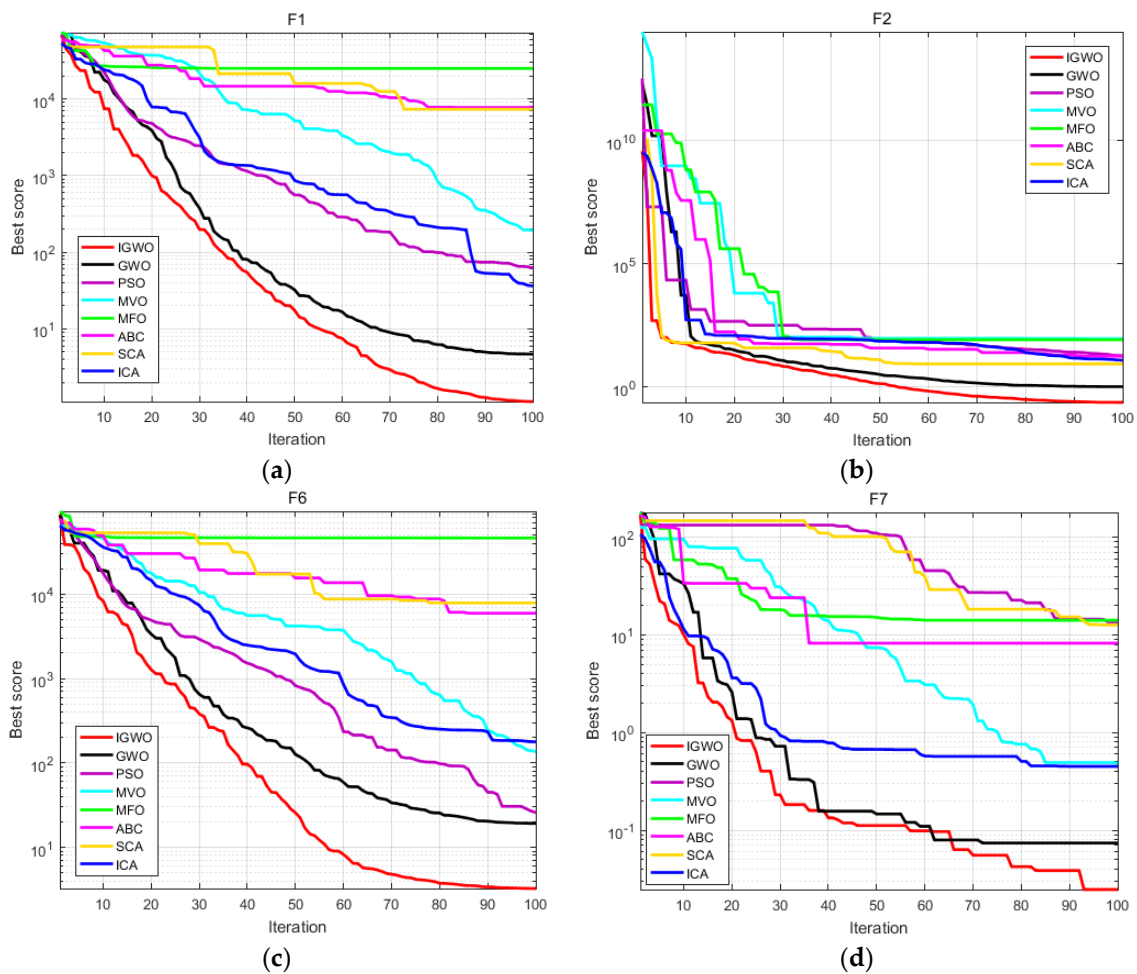 F1
Best score
10^4
10^3
10^2
10^1
IGWO
GWO
PSO
MVO
MFO
ABC
SCA
ICA
10 20 30 40 50 60 70 80 90 100
Iteration
(a)
F2
Best score
10^10
10^5
10^0
IGWO
GWO
PSO
MVO
MFO
ABC
SCA
ICA
10 20 30 40 50 60 70 80 90 100
Iteration
(b)
F6
Best score
10^4
10^3
10^2
10^1
IGWO
GWO
PSO
MVO
MFO
ABC
SCA
ICA
10 20 30 40 50 60 70 80 90 100
Iteration
(c)
F7
Best score
10^2
10^1
10^0
10^-1
IGWO
GWO
PSO
MVO
MFO
ABC
SCA
ICA
10 20 30 40 50 60 70 80 90 100
Iteration
(d)